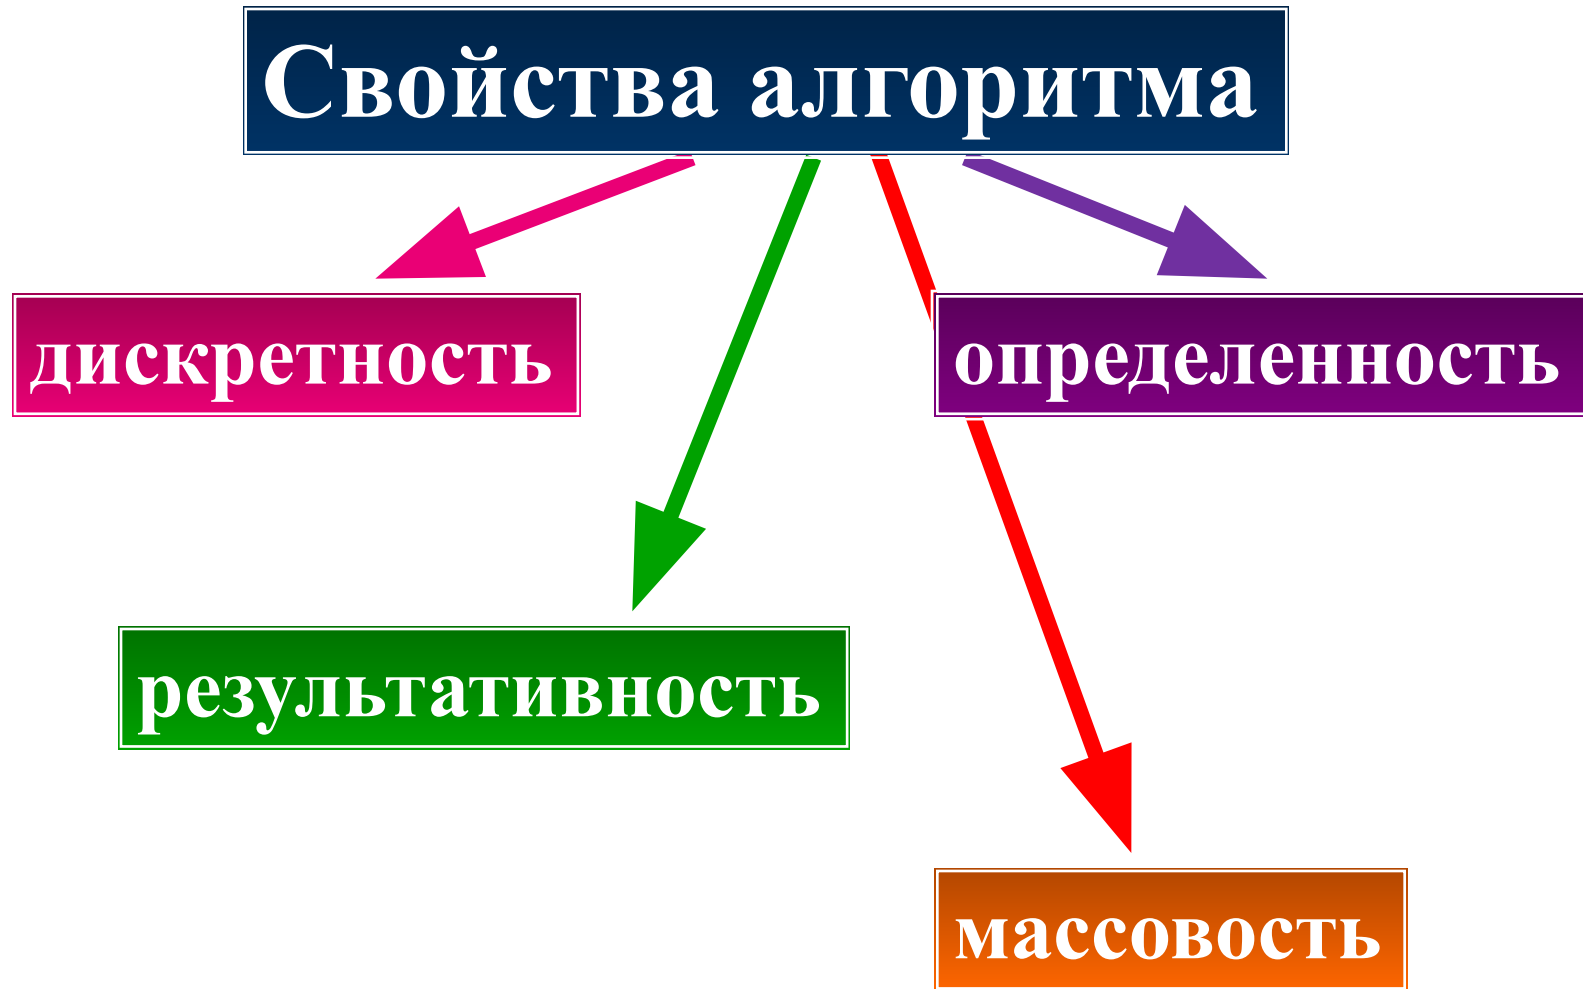 Свойства алгоритма
дискретность
определенность
результативность
массовость